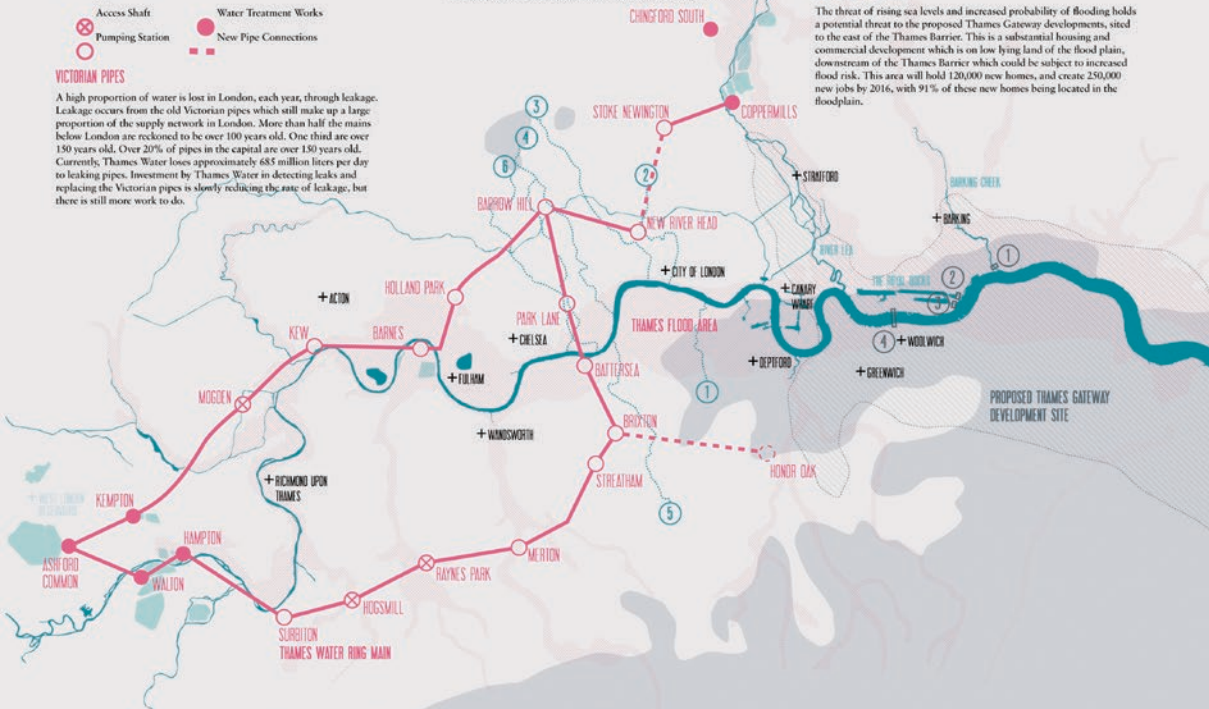 Access Shaft
Pumping Station
Water Treatment Works
New Pipe Connections
VICTORIAN PIPES
A high proportion of water is lost in London, each year, through leakage.
Leakage occurs from the old Victorian pipes which still make up a large
proportion of the supply network in London. More than half the mains
below London are reckoned to be over 100 years old. One third are over
150 years old. Over 20% of pipes in the capital are over 150 years old.
Currently, Thames Water loses approximately 685 million liters per day
to leaking pipes. Investment by Thames Water in detecting leaks and
replacing the Victorian pipes is slowly reducing the rate of leakage, but
there is still more work to do.
The threat of rising sea levels and increased probability of flooding holds
a potential threat to the proposed Thames Gateway developments, sited
to the east of the Thames Barrier. This is a substantial housing and
commercial development which is on low lying land of the flood plain,
downstream of the Thames Barrier which could be subject to increased
flood risk. This area will hold 120,000 new homes, and create 250,000
new jobs by 2016, with 91% of these new homes being located in the
floodplain.
CHINGFORD SOUTH
COPPERMILLS
STOKE NEWINGTON
3
4
6
2
STRATFORD
BARKING CREEK
BARKING
BARROW HILL
NEW RIVER HEAD
RIVER LEA
1
CITY OF LONDON
THE ROYAL DOCKS
2
3
CANARY
WHARF
HOLLAND PARK
ACTON
PARK LANE
THAMES FLOOD AREA
KEW
BARNES
CHELSEA
4
WOOLWICH
DEPTFORD
GREENWICH
BATTERSEA
FULHAM
1
PROPOSED THAMES GATEWAY
DEVELOPMENT SITE
MOGDEN
WANDSWORTH
BRIXTON
HONOR OAK
STREATHAM
RICHMOND UPON
THAMES
KEMPTON
5
ASHFORD
COMMON
HAMPTON
WALTON
MERTON
RAYNES PARK
HOGSMILL
SURBITON
THAMES WATER RING MAIN